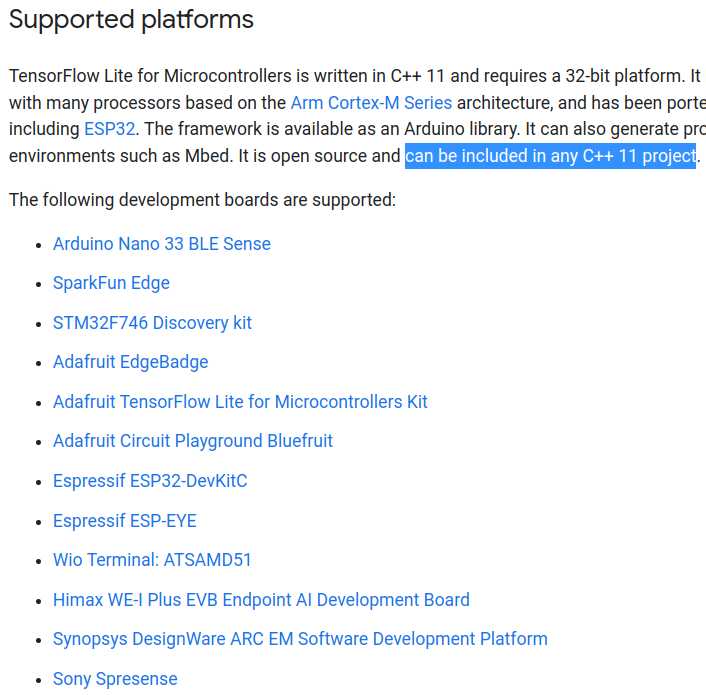 Supported platforms
TensorFlow Lite for Microcontrollers is written in C++ 11 and requires a 32-bit platform. It
with many processors based on the Arm Cortex-M Series architecture, and has been porte
including ESP32. The framework is available as an Arduino library. It can also generate pro
environments such as Mbed. It is open source and can be included in any C++ 11 project.
The following development boards are supported:
• Arduino Nano 33 BLE Sense
• SparkFun Edge
• STM32F746 Discovery kit
• Adafruit EdgeBadge
• Adafruit TensorFlow Lite for Microcontrollers Kit
• Adafruit Circuit Playground Bluefruit
• Espressif ESP32-DevKitC
• Espressif ESP-EYE
• Wio Terminal: ATSAMD51
• Himax WE-I Plus EVB Endpoint AI Development Board
• Synopsys DesignWare ARC EM Software Development Platform
• Sony Spresense